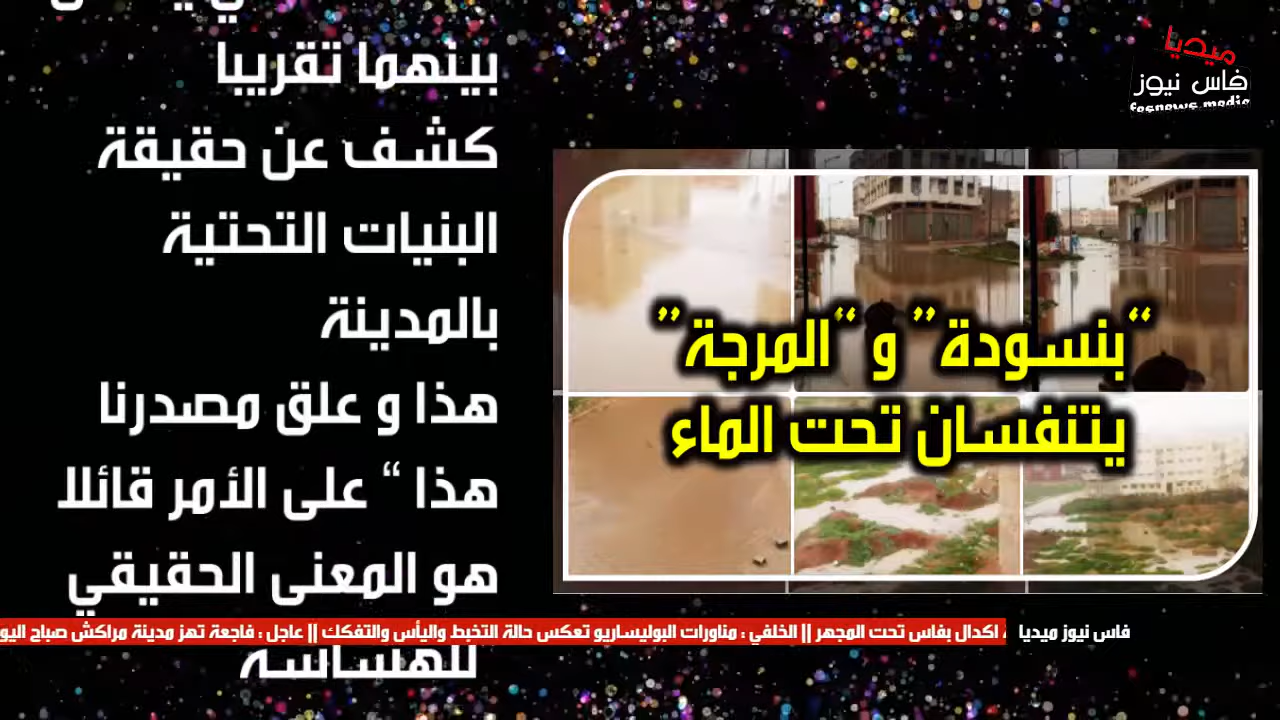 ميديا
فاس نيوز
fesnews.media
بينهما تقريبا
كشف عن حقيقة
البنيات التحتية
بالمدينة
هذا و علق مصدرنا
هذا “ على الأمر قائلا
هو المعنى الحقيقي
للهشاشة
“بنسودة” و “المرجة”
يتنفسان تحت الماء
فاس نيوز ميديا
اكدال بفاس تحت المجهر || الخلفي : مناورات البوليساريو تعكس حالة التخبط واليأس والتفكك || عاجل : فاجعة تهز مدينة مراكش صباح